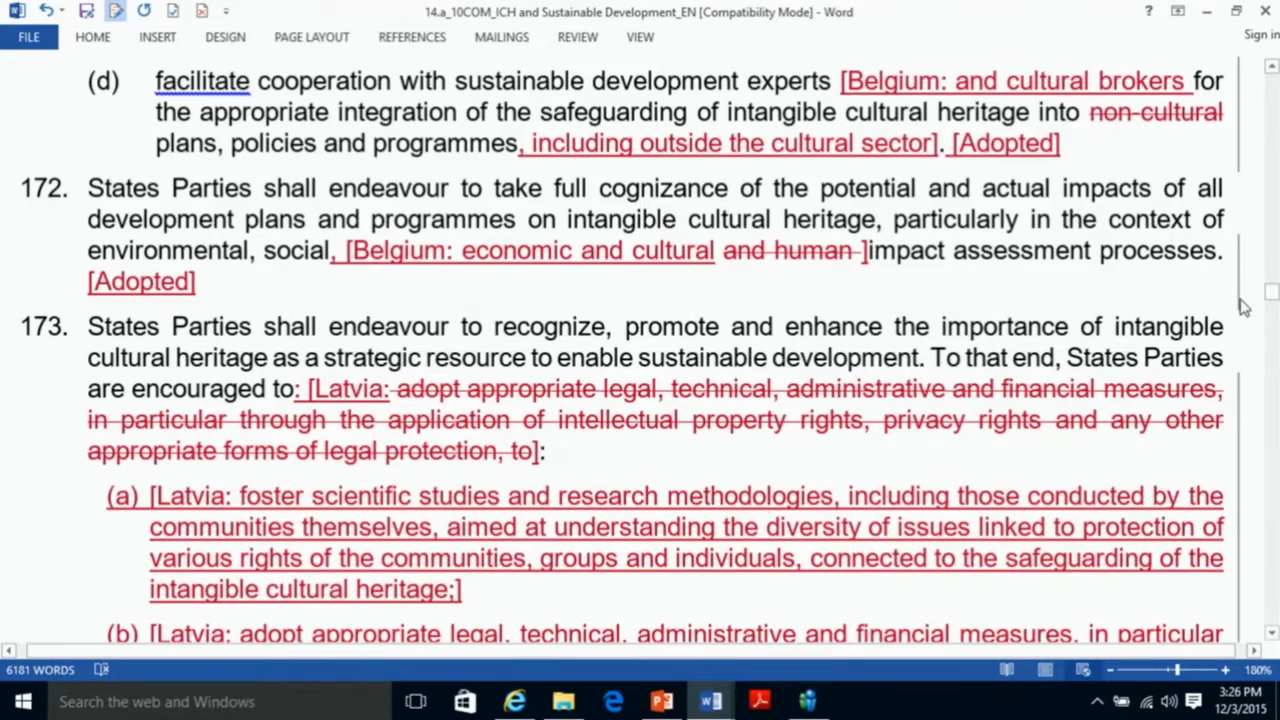 14.a_10COM_ICH and Sustainable Development_EN [Compatibility Mode] - Word
FILE HOME INSERT DESIGN PAGE LAYOUT REFERENCES MAILINGS REVIEW VIEW Sign in
(d) facilitate cooperation with sustainable development experts [Belgium: and cultural brokers for
the appropriate integration of the safeguarding of intangible cultural heritage into non-cultural
plans, policies and programmes, including outside the cultural sector]. [Adopted]
172. States Parties shall endeavour to take full cognizance of the potential and actual impacts of all
development plans and programmes on intangible cultural heritage, particularly in the context of
environmental, social, [Belgium: economic and cultural and human ]impact assessment processes.
[Adopted]
173. States Parties shall endeavour to recognize, promote and enhance the importance of intangible
cultural heritage as a strategic resource to enable sustainable development. To that end, States Parties
are encouraged to: [Latvia: adopt appropriate legal, technical, administrative and financial measures,
in particular through the application of intellectual property rights, privacy rights and any other
appropriate forms of legal protection, to]:
(a) [Latvia: foster scientific studies and research methodologies, including those conducted by the
communities themselves, aimed at understanding the diversity of issues linked to protection of
various rights of the communities, groups and individuals, connected to the safeguarding of the
intangible cultural heritage;]
(b) [Latvia: adopt appropriate legal, technical, administrative and financial measures, in particular
6181 WORDS 180%
Search the web and Windows
3:26 PM
12/3/2015